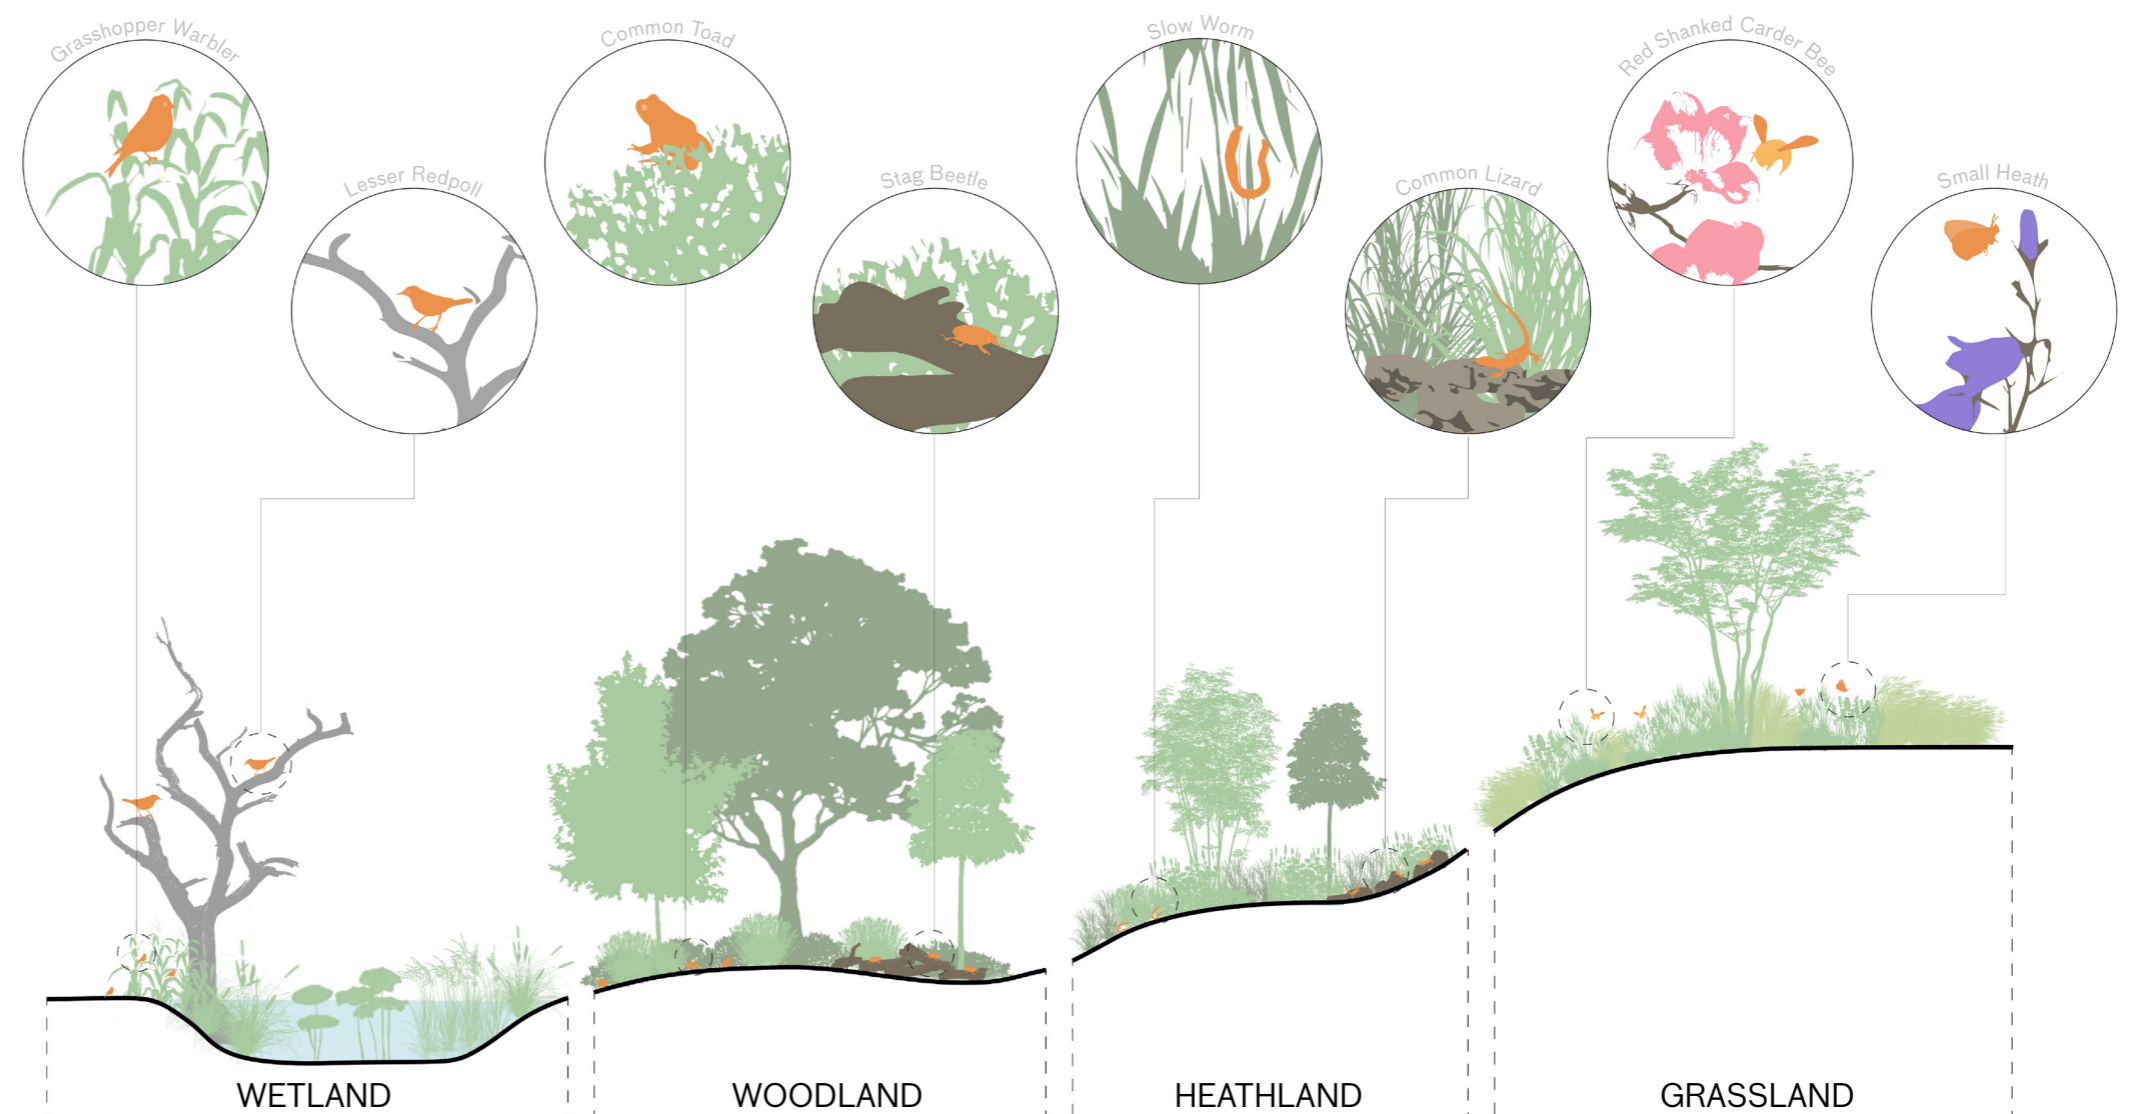 Grasshopper Warbler
Lesser Redpoll
Common Toad
Stag Beetle
Slow Worm
Common Lizard
Red Shanked Carder Bee
Small Heath
WETLAND
WOODLAND
HEATHLAND
GRASSLAND